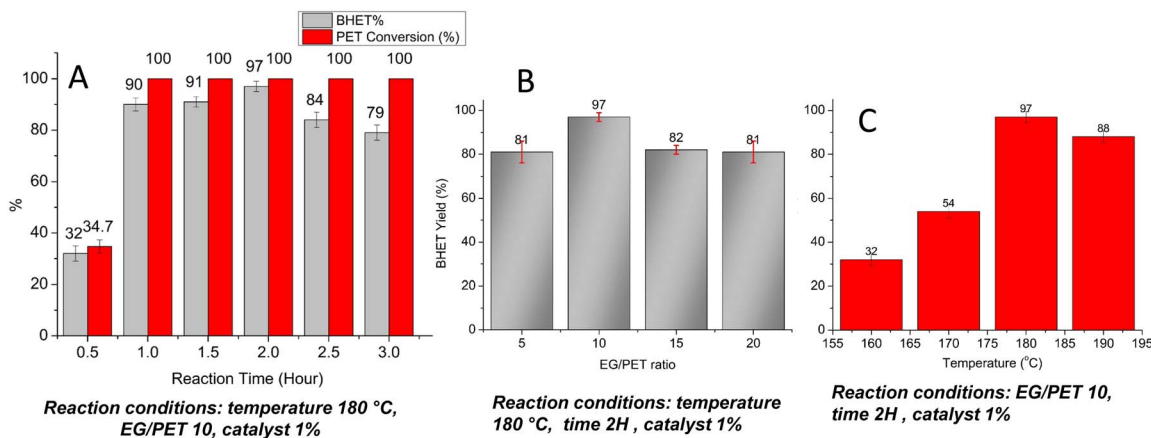 BHET%
PET Conversion (%)
A
100 100 100 100 100
97
90 91
84
79
32 34.7
100
80
60
40
20
0
%
0.5 1.0 1.5 2.0 2.5 3.0
Reaction Time (Hour)
Reaction conditions: temperature 180 °C,
EG/PET 10, catalyst 1%
B
100
80
60
40
20
0
BHET Yield (%)
81 97 82 81
5 10 15 20
EG/PET ratio
Reaction conditions: temperature
180 °C, time 2H , catalyst 1%
C
100
80
60
40
20
0
32 54 97 88
155 160 165 170 175 180 185 190 195
Temperature (°C)
Reaction conditions: EG/PET 10,
time 2H , catalyst 1%